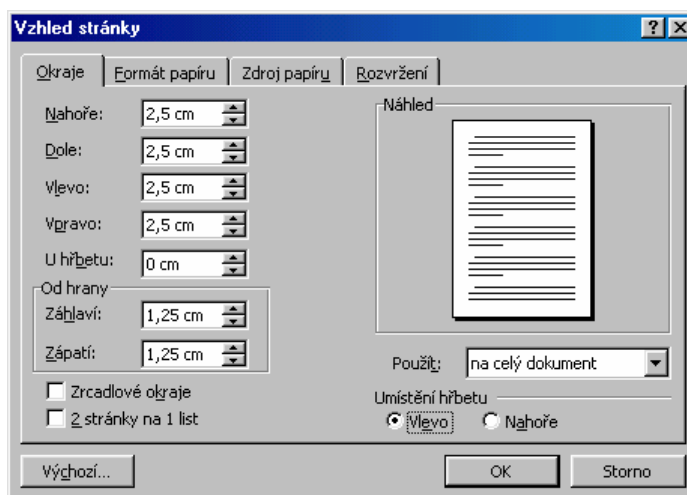 Vzhled stránky
Okraje Formát papíru Zdroj papíru Rozvržení
Nahoře: 2,5 cm
Dole: 2,5 cm
Vlevo: 2,5 cm
Vpravo: 2,5 cm
U hřbetu: 0 cm
Od hrany
Záhlaví: 1,25 cm
Zápatí: 1,25 cm
Zrcadlové okraje
2 stránky na 1 list
Náhled
Použít: na celý dokument
Umístění hřbetu
Vlevo Nahoře
Výchozí... OK Storno